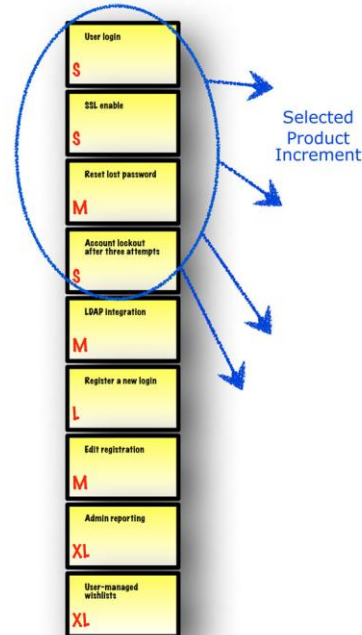 User login
S
SSL enable
S
Reset lost password
M
Account lockout
after three attempts
S
LDAP integration
M
Register a new login
L
Edit registration
M
Admin reporting
XL
User-managed
wishlists
XL
Selected
Product
Increment